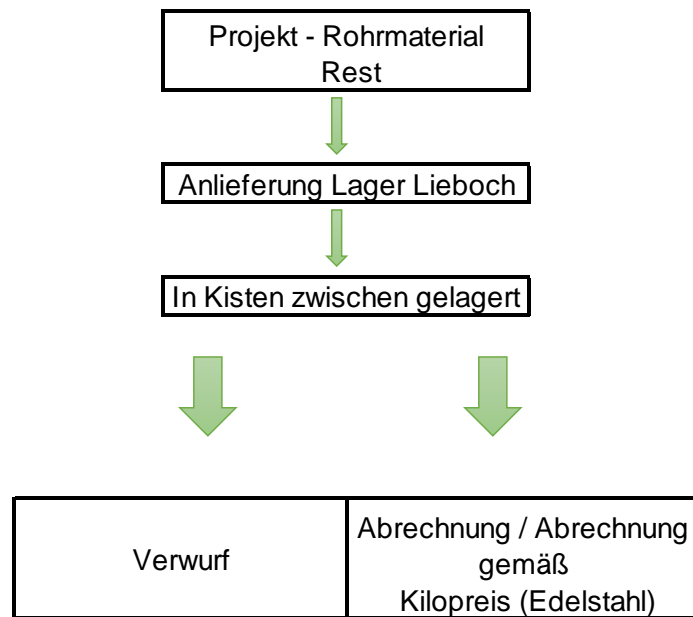 Projekt - Rohrmaterial
Rest
Anlieferung Lager Lieboch
In Kisten zwischen gelagert
Verwurf
Abrechnung / Abrechnung
gemäß
Kilopreis (Edelstahl)